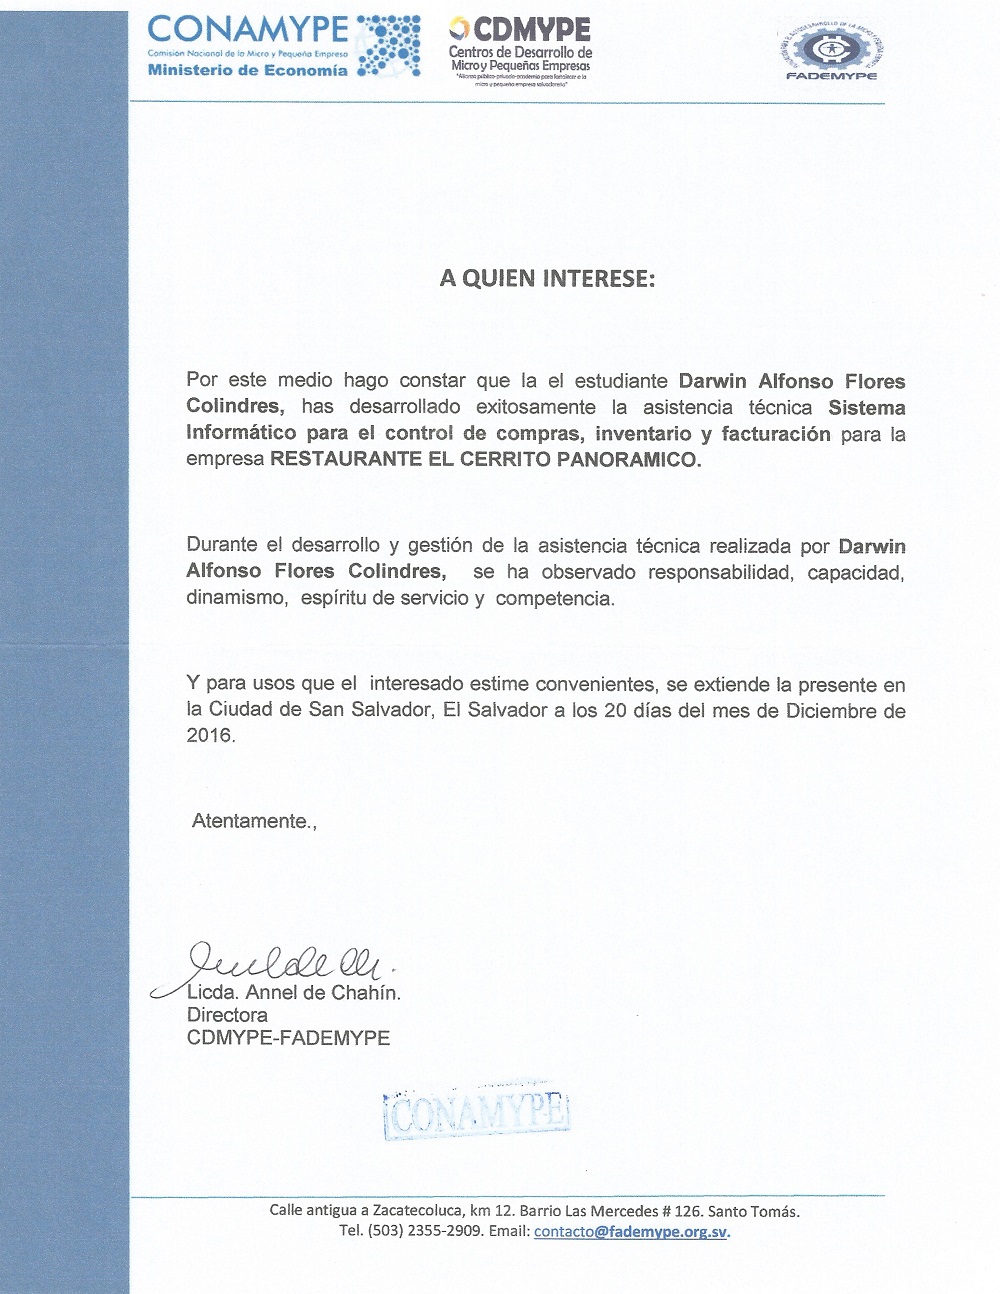 CONAMYPE
Comisión Nacional de la Micro y Pequeña Empresa
Ministerio de Economía
CDMYPE
Centros de Desarrollo de
Micro y Pequeñas Empresas
"Alianza público-privada-academia para fortalecer a la
micro y pequeña empresa salvadoreña"
FADEMYPE
A QUIEN INTERESE:
Por este medio hago constar que la el estudiante Darwin Alfonso Flores
Colindres, has desarrollado exitosamente la asistencia técnica Sistema
Informático para el control de compras, inventario y facturación para la
empresa RESTAURANTE EL CERRITO PANORAMICO.
Durante el desarrollo y gestión de la asistencia técnica realizada por Darwin
Alfonso Flores Colindres, se ha observado responsabilidad, capacidad,
dinamismo, espíritu de servicio y competencia.
Y para usos que el interesado estime convenientes, se extiende la presente en
la Ciudad de San Salvador, El Salvador a los 20 días del mes de Diciembre de
2016.
Atentamente.,
Licda. Annel de Chahín.
Directora
CDMYPE-FADEMYPE
CONAMYPE
Calle antigua a Zacatecoluca, km 12. Barrio Las Mercedes # 126. Santo Tomás.
Tel. (503) 2355-2909. Email: contacto@fademype.org.sv.